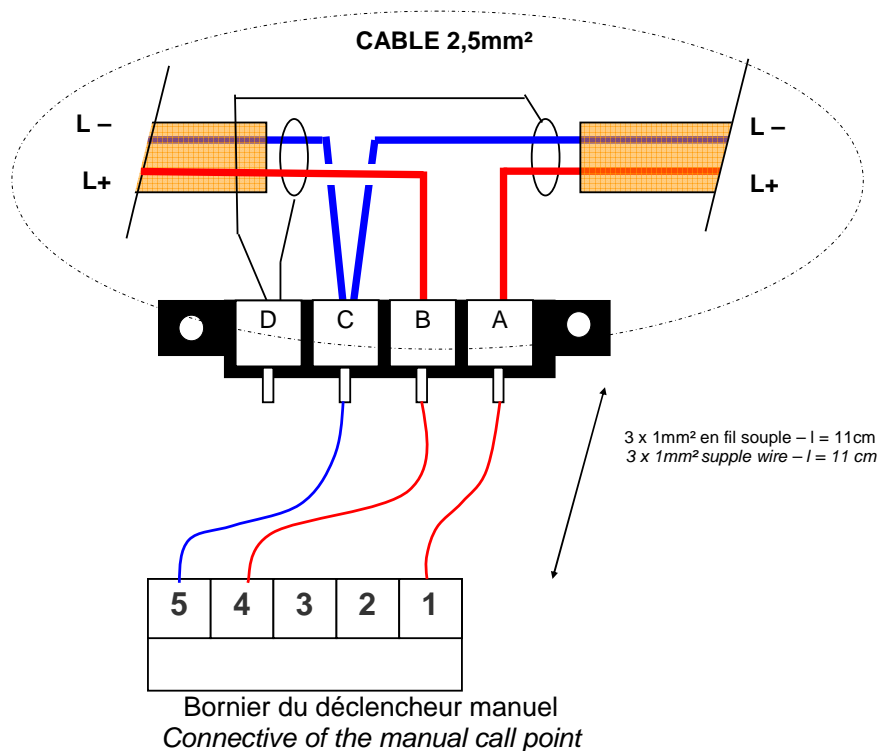 CABLE 2,5mm²
L – L –
L+ L+
D C B A
3 x 1mm² en fil souple – l = 11cm
3 x 1mm² supple wire – l = 11 cm
5 4 3 2 1
Bornier du déclencheur manuel
Connective of the manual call point